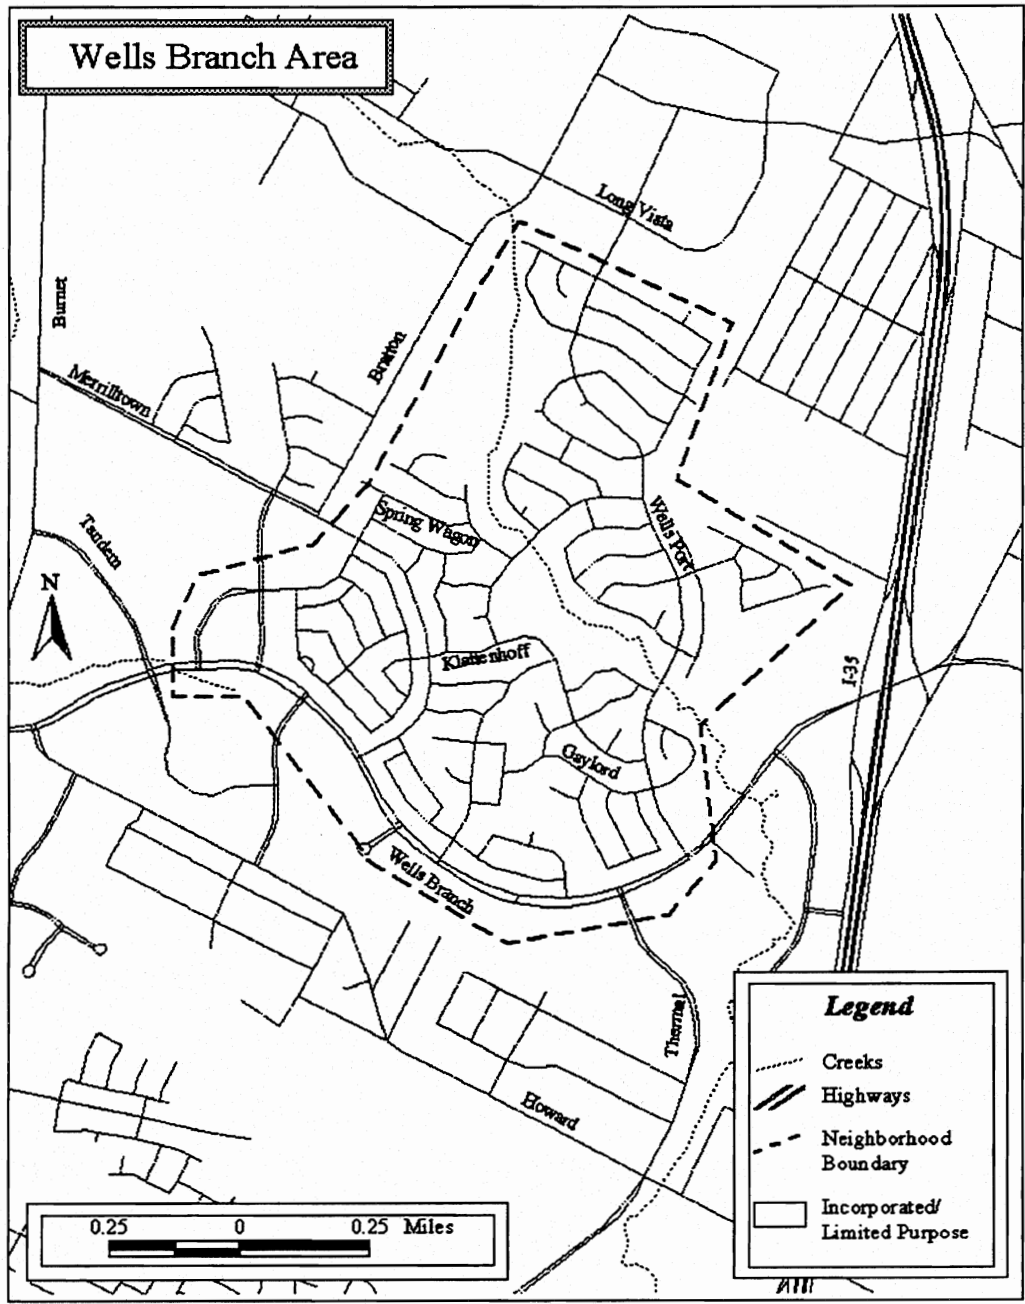 Wells Branch Area
Long Vista
Burnet
Bratton
Merrilltown
Spring Wagon
Wells Port
Tandem
N
Klattenhoff
I-35
Gaylord
Wells Branch
Thermal
Howard
Legend
Creeks
Highways
Neighborhood
Boundary
Incorporated/
Limited Purpose
0.25 0 0.25 Miles